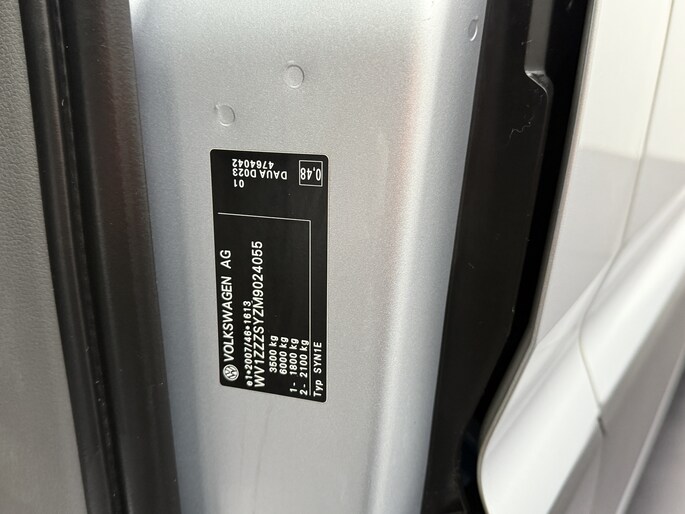 VOLKSWAGEN AG
e1*2007/46*1613
WV1ZZZSYZM9024055
3500 kg
6000 kg
1- 1800 kg
2- 2100 kg
Typ SYN1E
01
DAUA D023
4764042
0,48